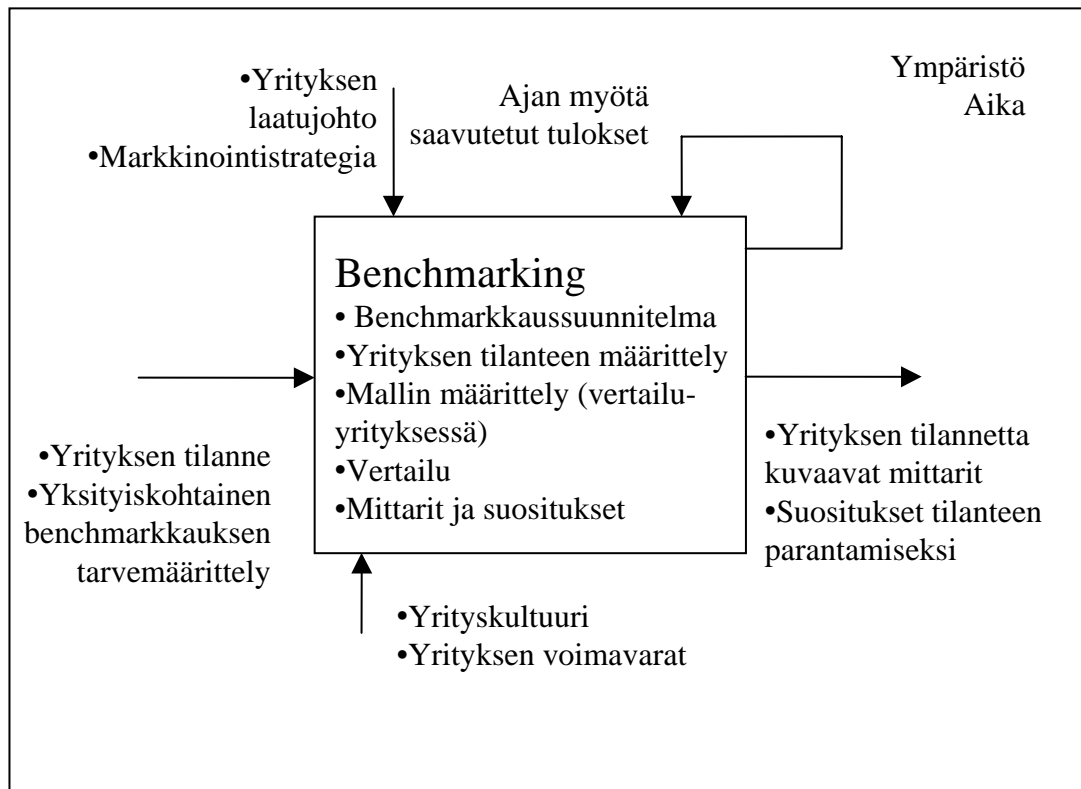 •Yrityksen
laatujohto
•Markkinointistrategia
Ajan myötä
saavutetut tulokset
Ympäristö
Aika
Benchmarking
• Benchmarkkaussuunnitelma
•Yrityksen tilanteen määrittely
•Mallin määrittely (vertailu-
yrityksessä)
•Vertailu
•Mittarit ja suositukset
•Yrityksen tilanne
•Yksityiskohtainen
benchmarkkauksen
tarvemäärittely
•Yrityksen tilannetta
kuvaavat mittarit
•Suositukset tilanteen
parantamiseksi
•Yrityskultuuri
•Yrityksen voimavarat